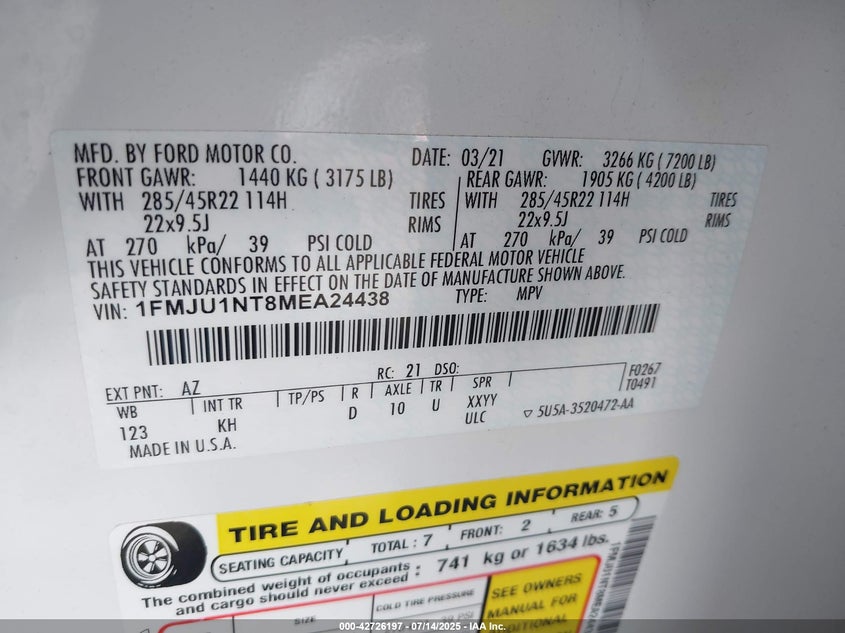 MFD. BY FORD MOTOR CO. DATE: 03/21 GVWR: 3266 KG ( 7200 LB)
FRONT GAWR: 1440 KG ( 3175 LB) REAR GAWR: 1905 KG ( 4200 LB)
WITH 285/45R22 114H TIRES WITH 285/45R22 114H TIRES
22x9.5J RIMS 22x9.5J RIMS
AT 270 kPa/ 39 PSI COLD AT 270 kPa/ 39 PSI COLD
THIS VEHICLE CONFORMS TO ALL APPLICABLE FEDERAL MOTOR VEHICLE
SAFETY STANDARDS IN EFFECT ON THE DATE OF MANUFACTURE SHOWN ABOVE.
VIN: 1FMJU1NT8MEA24438 TYPE: MPV
F0267
T0491
RC: 21 DSO:
EXT PNT: AZ
WB INT TR TP/PS R AXLE TR SPR
123 KH D 10 U XXYY
ULC
MADE IN U.S.A. 5U5A-3520472-AA
TIRE AND LOADING INFORMATION
SEATING CAPACITY TOTAL : 7 FRONT: 2 REAR: 5
The combined weight of occupants and cargo should never exceed : 741 kg or 1634 lbs.
SIZE COLD TIRE PRESSURE
SEE OWNERS
MANUAL FOR
000-42726197 - 07/14/2025 - IAA Inc.